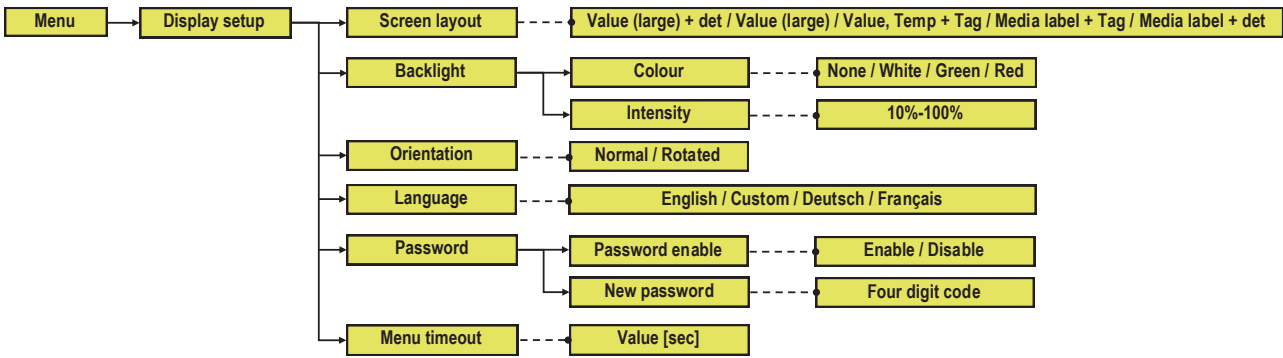 Menu
Display setup
Screen layout
Value (large) + det / Value (large) / Value, Temp + Tag / Media label + Tag / Media label + det
Backlight
Colour
None / White / Green / Red
Intensity
10%-100%
Orientation
Normal / Rotated
Language
English / Custom / Deutsch / Français
Password
Password enable
Enable / Disable
New password
Four digit code
Menu timeout
Value [sec]